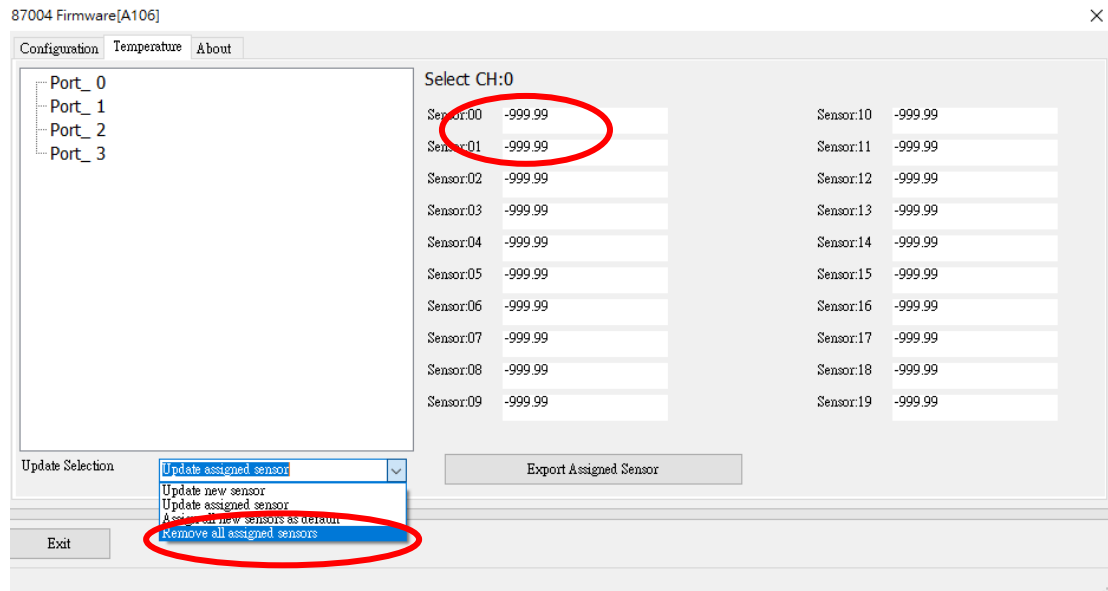 87004 Firmware[A106]
Configuration Temperature About
Port_ 0
Port_ 1
Port_ 2
Port_ 3
Select CH:0
Sensor:00 -999.99 Sensor:10 -999.99
Sensor:01 -999.99 Sensor:11 -999.99
Sensor:02 -999.99 Sensor:12 -999.99
Sensor:03 -999.99 Sensor:13 -999.99
Sensor:04 -999.99 Sensor:14 -999.99
Sensor:05 -999.99 Sensor:15 -999.99
Sensor:06 -999.99 Sensor:16 -999.99
Sensor:07 -999.99 Sensor:17 -999.99
Sensor:08 -999.99 Sensor:18 -999.99
Sensor:09 -999.99 Sensor:19 -999.99
Update Selection Update assigned sensor Export Assigned Sensor
Update new sensor
Update assigned sensor
Assign all new sensors as default
Remove all assigned sensors
Exit